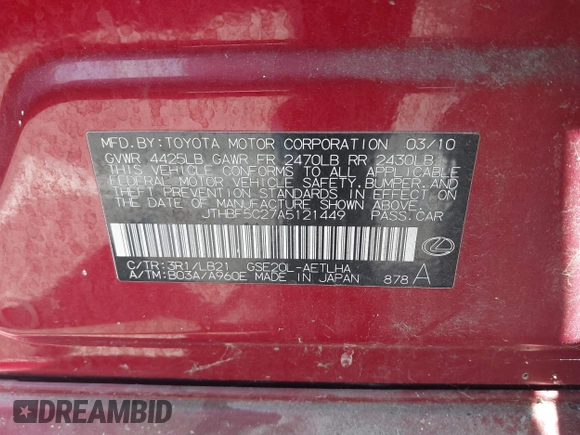 MFD.BY:TOYOTA MOTOR CORPORATION 03/10
GVWR 4425LB GAWR FR 2470LB RR 2430LB
THIS VEHICLE CONFORMS TO ALL APPLICABLE
FEDERAL MOTOR VEHICLE SAFETY,BUMPER,AND
THEFT PREVENTION STANDARDS IN EFFECT ON
THE DATE OF MANUFACTURE SHOWN ABOVE.
JTHBF5C27A5121449 PASS.CAR
C/TR:3R1/LB21 GSE20L-AETLHA
A/TM:B03A/A960E MADE IN JAPAN 878 A
DREAMBID